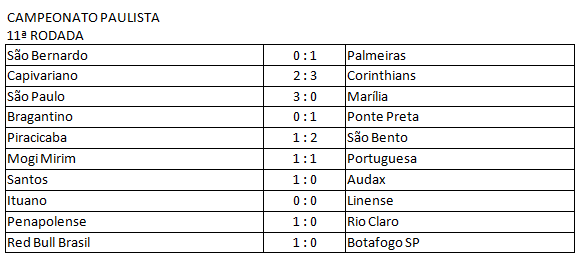 CAMPEONATO PAULISTA
11ª RODADA
São Bernardo 0 : 1 Palmeiras
Capivariano 2 : 3 Corinthians
São Paulo 3 : 0 Marília
Bragantino 0 : 1 Ponte Preta
Piracicaba 1 : 2 São Bento
Mogi Mirim 1 : 1 Portuguesa
Santos 1 : 0 Audax
Ituano 0 : 0 Linense
Penapolense 1 : 0 Rio Claro
Red Bull Brasil 1 : 0 Botafogo SP